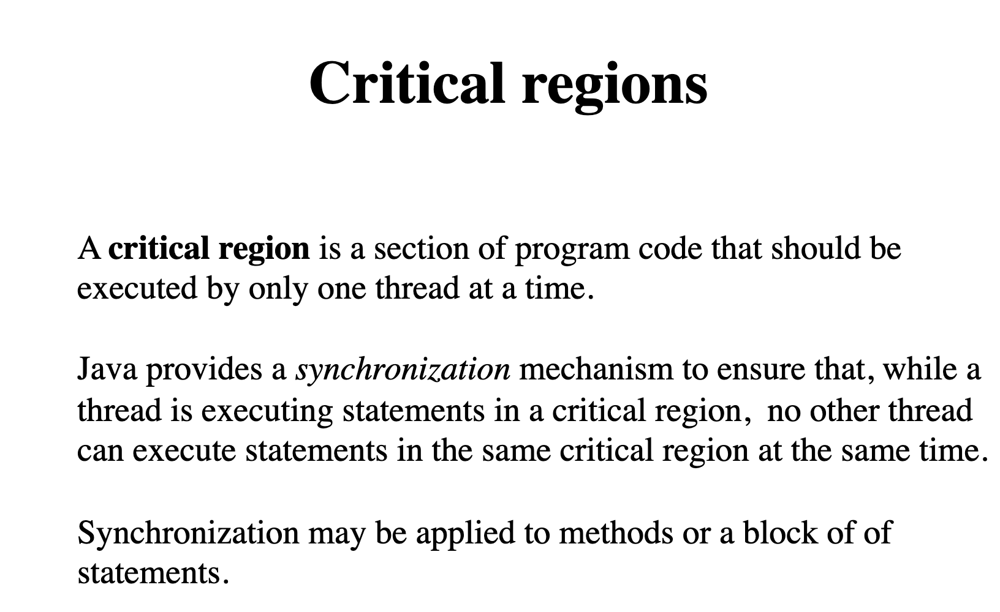 Critical regions
A critical region is a section of program code that should be
executed by only one thread at a time.
Java provides a synchronization mechanism to ensure that, while a
thread is executing statements in a critical region,  no other thread
can execute statements in the same critical region at the same time.
Synchronization may be applied to methods or a block of of
statements.